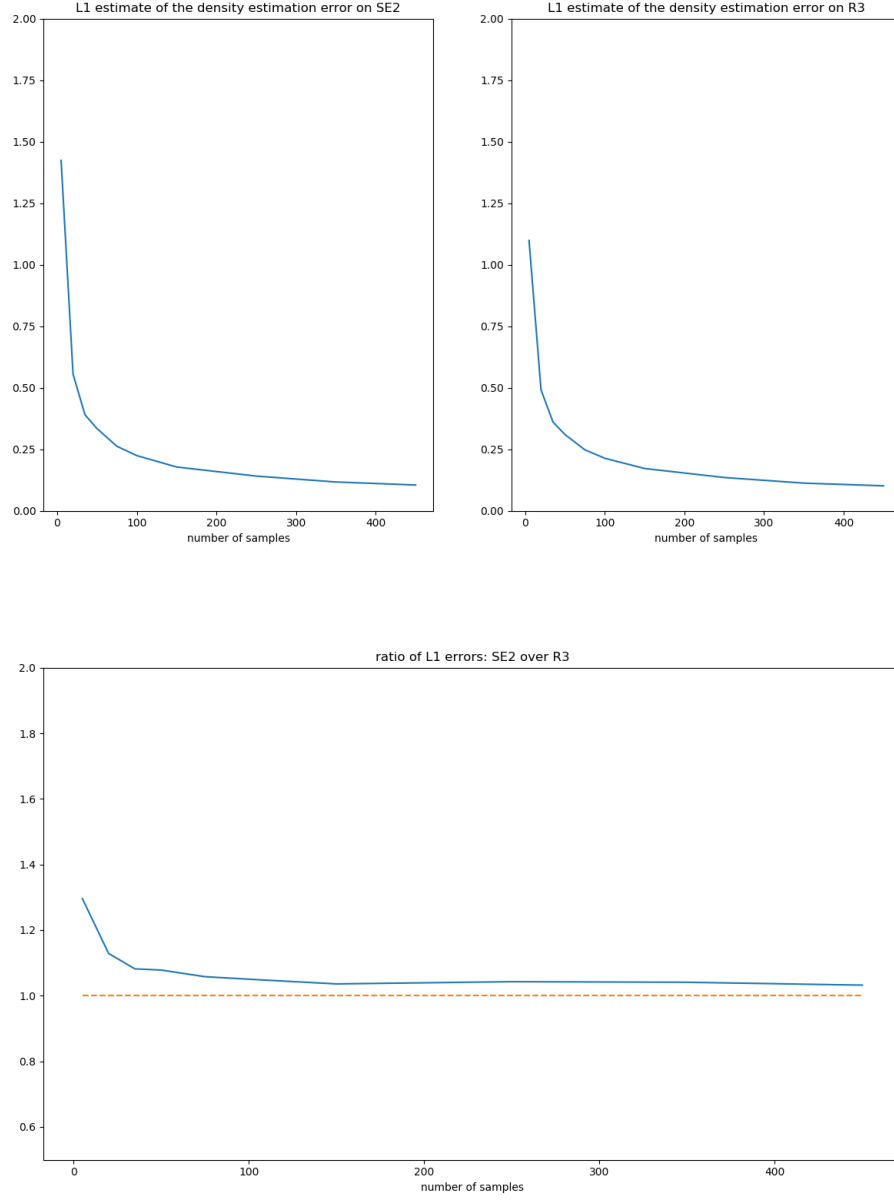 L1 estimate of the density estimation error on SE2
2.00
1.75
1.50
1.25
1.00
0.75
0.50
0.25
0.00
0 100 200 300 400
number of samples
L1 estimate of the density estimation error on R3
2.00
1.75
1.50
1.25
1.00
0.75
0.50
0.25
0.00
0 100 200 300 400
number of samples
ratio of L1 errors: SE2 over R3
2.0
1.8
1.6
1.4
1.2
1.0
0.8
0.6
0 100 200 300 400
number of samples